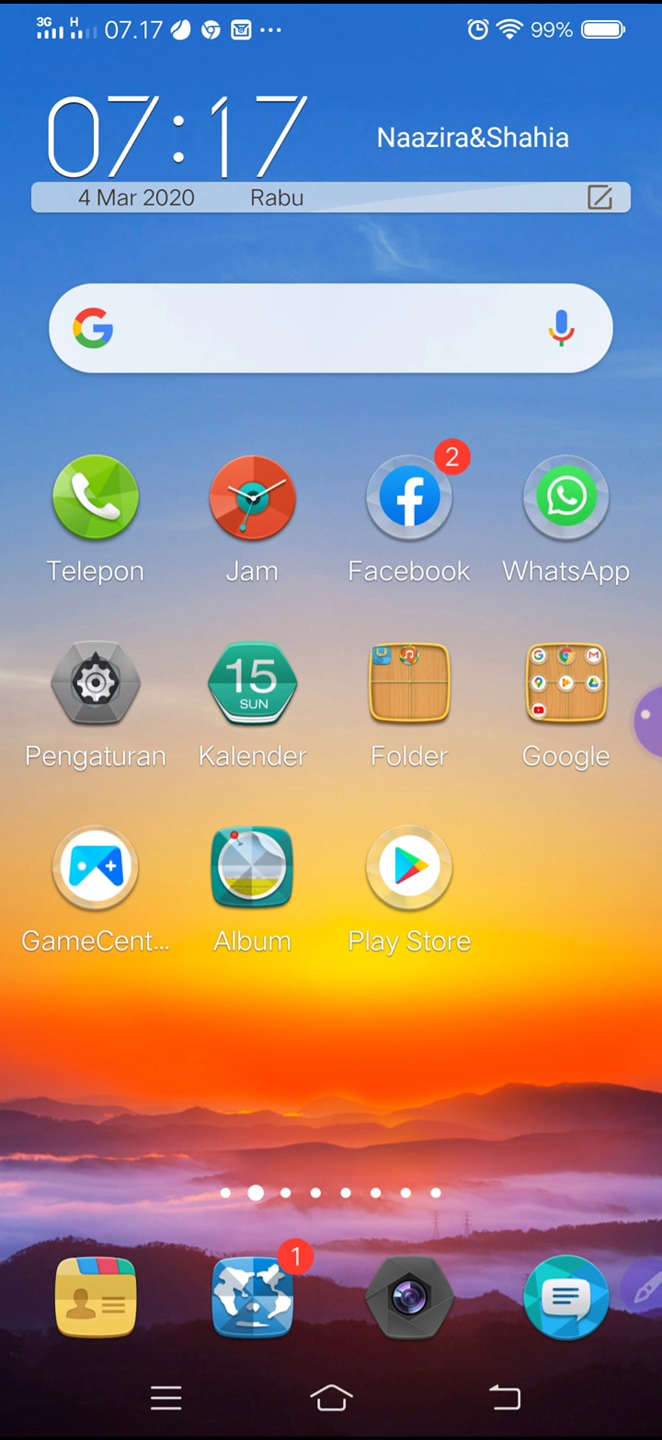 3G H 07.17 99%
07:17
Naazira&Shahia
4 Mar 2020 Rabu
2
Telepon Jam Facebook WhatsApp
15
SUN
Pengaturan Kalender Folder Google
GameCent... Album Play Store
1